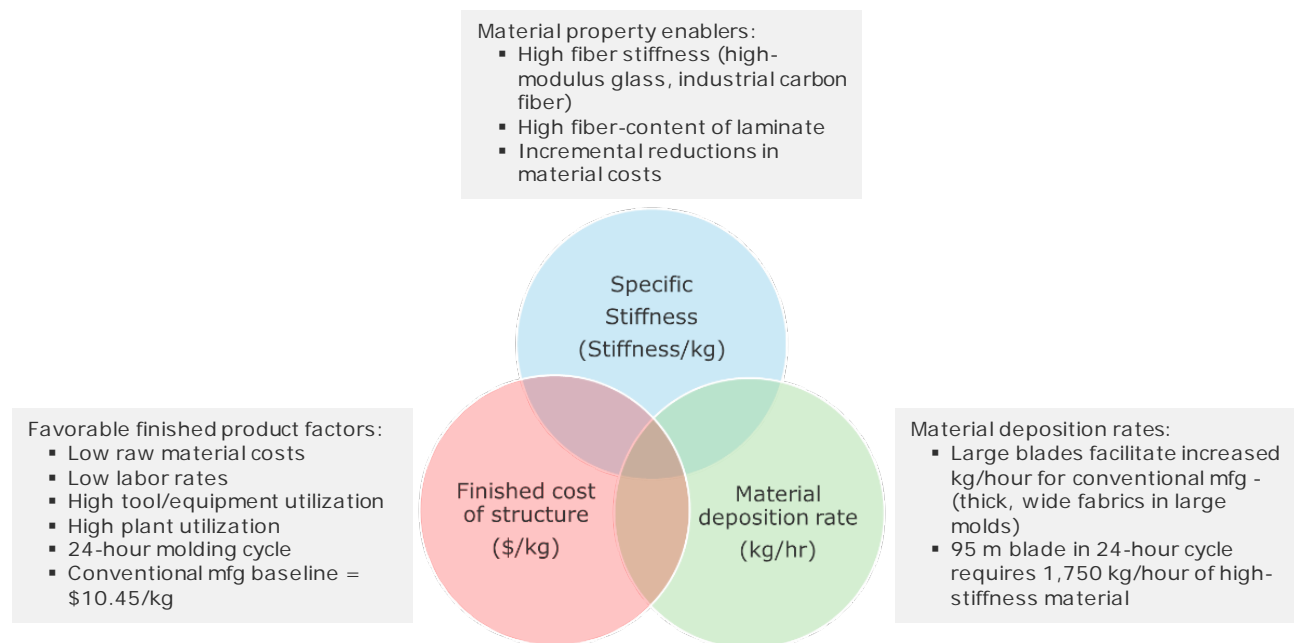 Material property enablers:
▪ High fiber stiffness (high-
modulus glass, industrial carbon
fiber)
▪ High fiber-content of laminate
▪ Incremental reductions in
material costs
Specific
Stiffness
(Stiffness/kg)
Favorable finished product factors:
▪ Low raw material costs
▪ Low labor rates
▪ High tool/equipment utilization
▪ High plant utilization
▪ 24-hour molding cycle
▪ Conventional mfg baseline =
$10.45/kg
Finished cost
of structure
($/kg)
Material
deposition rate
(kg/hr)
Material deposition rates:
▪ Large blades facilitate increased
kg/hour for conventional mfg -
(thick, wide fabrics in large
molds)
▪ 95 m blade in 24-hour cycle
requires 1,750 kg/hour of high-
stiffness material